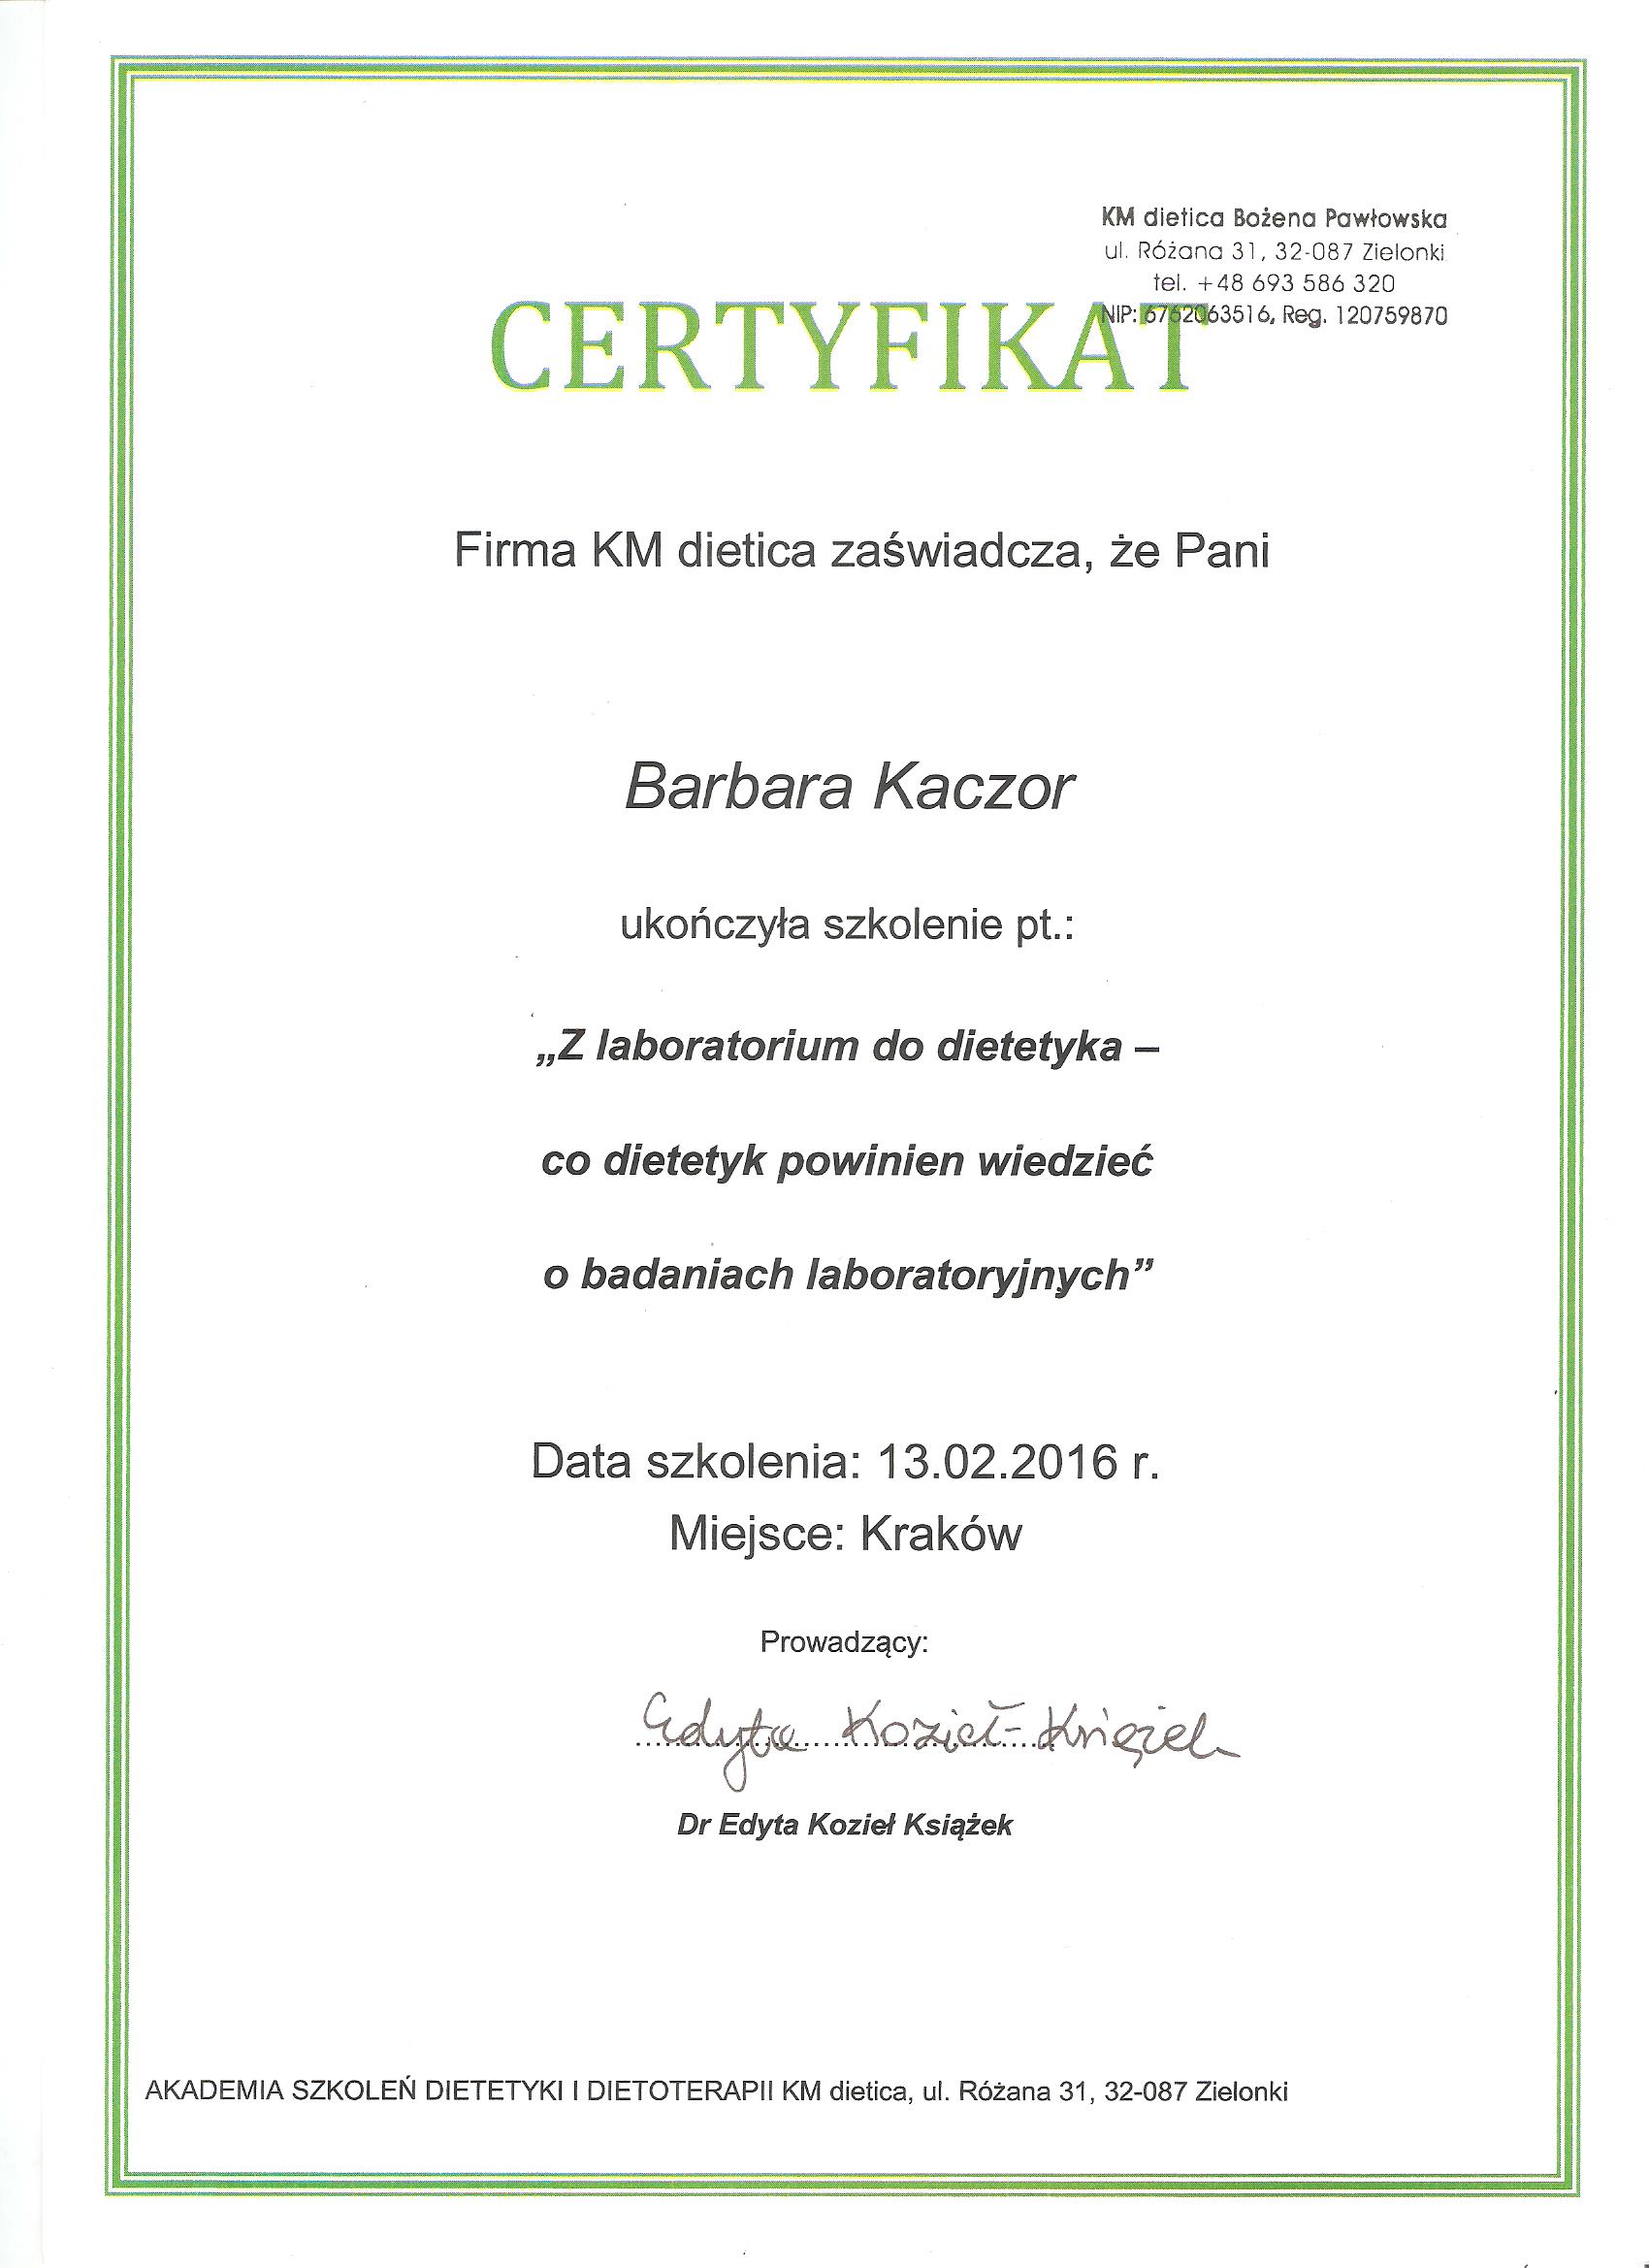 KM dietica Bożena Pawłowska
ul. Różana 31, 32-087 Zielonki
tel. +48 693 586 320
NIP: 6762063516, Reg. 120759870
CERTYFIKAT
Firma KM dietica zaświadcza, że Pani
Barbara Kaczor
ukończyła szkolenie pt.:
„Z laboratorium do dietetyka –
co dietetyk powinien wiedzieć
o badaniach laboratoryjnych”
Data szkolenia: 13.02.2016 r.
Miejsce: Kraków
Prowadzący:
Edyta Kozieł-Książek
Dr Edyta Kozieł Książek
AKADEMIA SZKOLEŃ DIETETYKI I DIETOTERAPII KM dietica, ul. Różana 31, 32-087 Zielonki